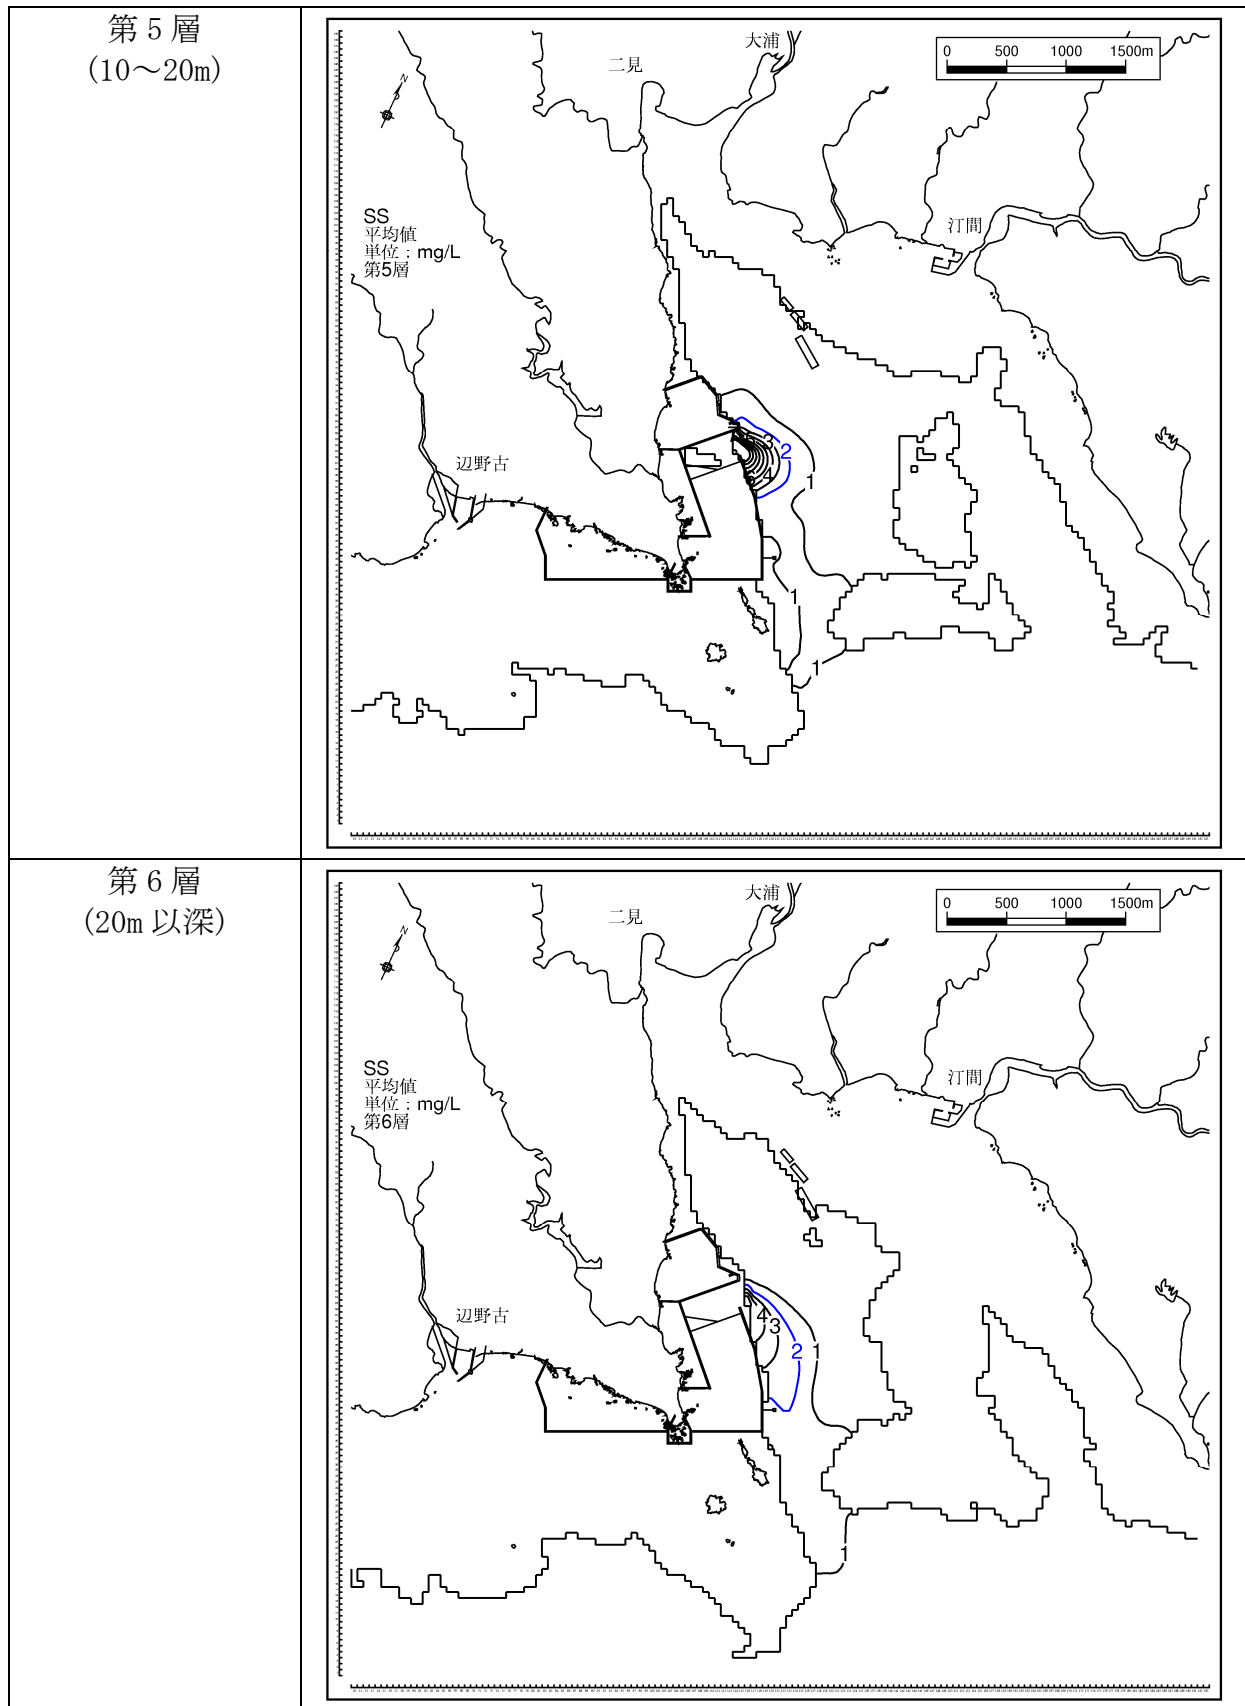 第５層
(10～20m)
大浦
二見
0 500 1000 1500m
N
SS
平均値
単位：mg/L
第5層
汀間
辺野古
3
2
4
1
1
1
第６層
(20m 以深)
大浦
二見
0 500 1000 1500m
N
SS
平均値
単位：mg/L
第6層
汀間
辺野古
4
3
2
1
1